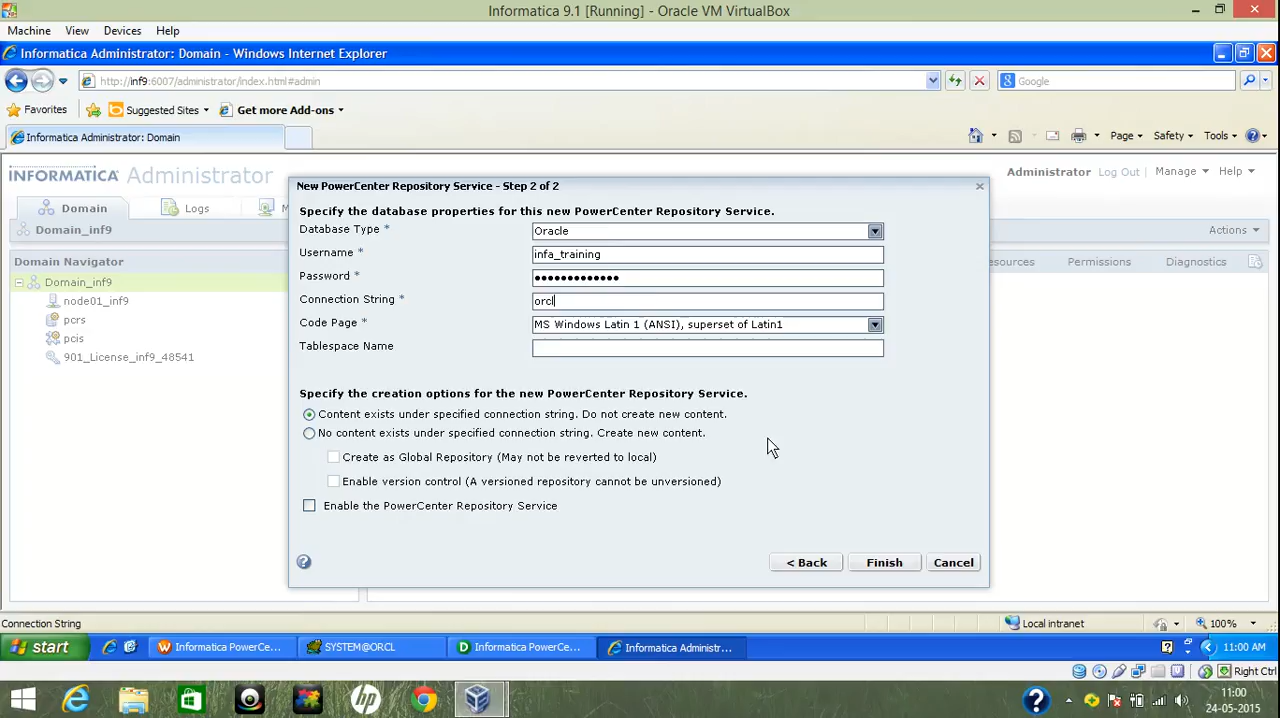 Informatica 9.1 [Running] - Oracle VM VirtualBox
Machine View Devices Help
Informatica Administrator: Domain - Windows Internet Explorer
http://inf9:6007/administrator/index.html#admin
Google
Favorites Suggested Sites Get more Add-ons
Informatica Administrator: Domain
Page Safety Tools
INFORMATICA Administrator
Administrator Log Out Manage Help
Domain Logs M
Domain_inf9 Actions
Domain Navigator
esources Permissions Diagnostics
Domain_inf9
node01_inf9
pcrs
pcis
901_License_inf9_48541
New PowerCenter Repository Service - Step 2 of 2
Specify the database properties for this new PowerCenter Repository Service.
Database Type * Oracle
Username * infa_training
Password * •••••••••••••
Connection String * orcl
Code Page * MS Windows Latin 1 (ANSI), superset of Latin1
Tablespace Name
Specify the creation options for the new PowerCenter Repository Service.
Content exists under specified connection string. Do not create new content.
No content exists under specified connection string. Create new content.
Create as Global Repository (May not be reverted to local)
Enable version control (A versioned repository cannot be unversioned)
Enable the PowerCenter Repository Service
< Back Finish Cancel
Connection String
Local intranet
100%
start
Informatica PowerCe...
SYSTEM@ORCL
Informatica PowerCe...
Informatica Administr...
11:00 AM
Right Ctrl
11:00
24-05-2015